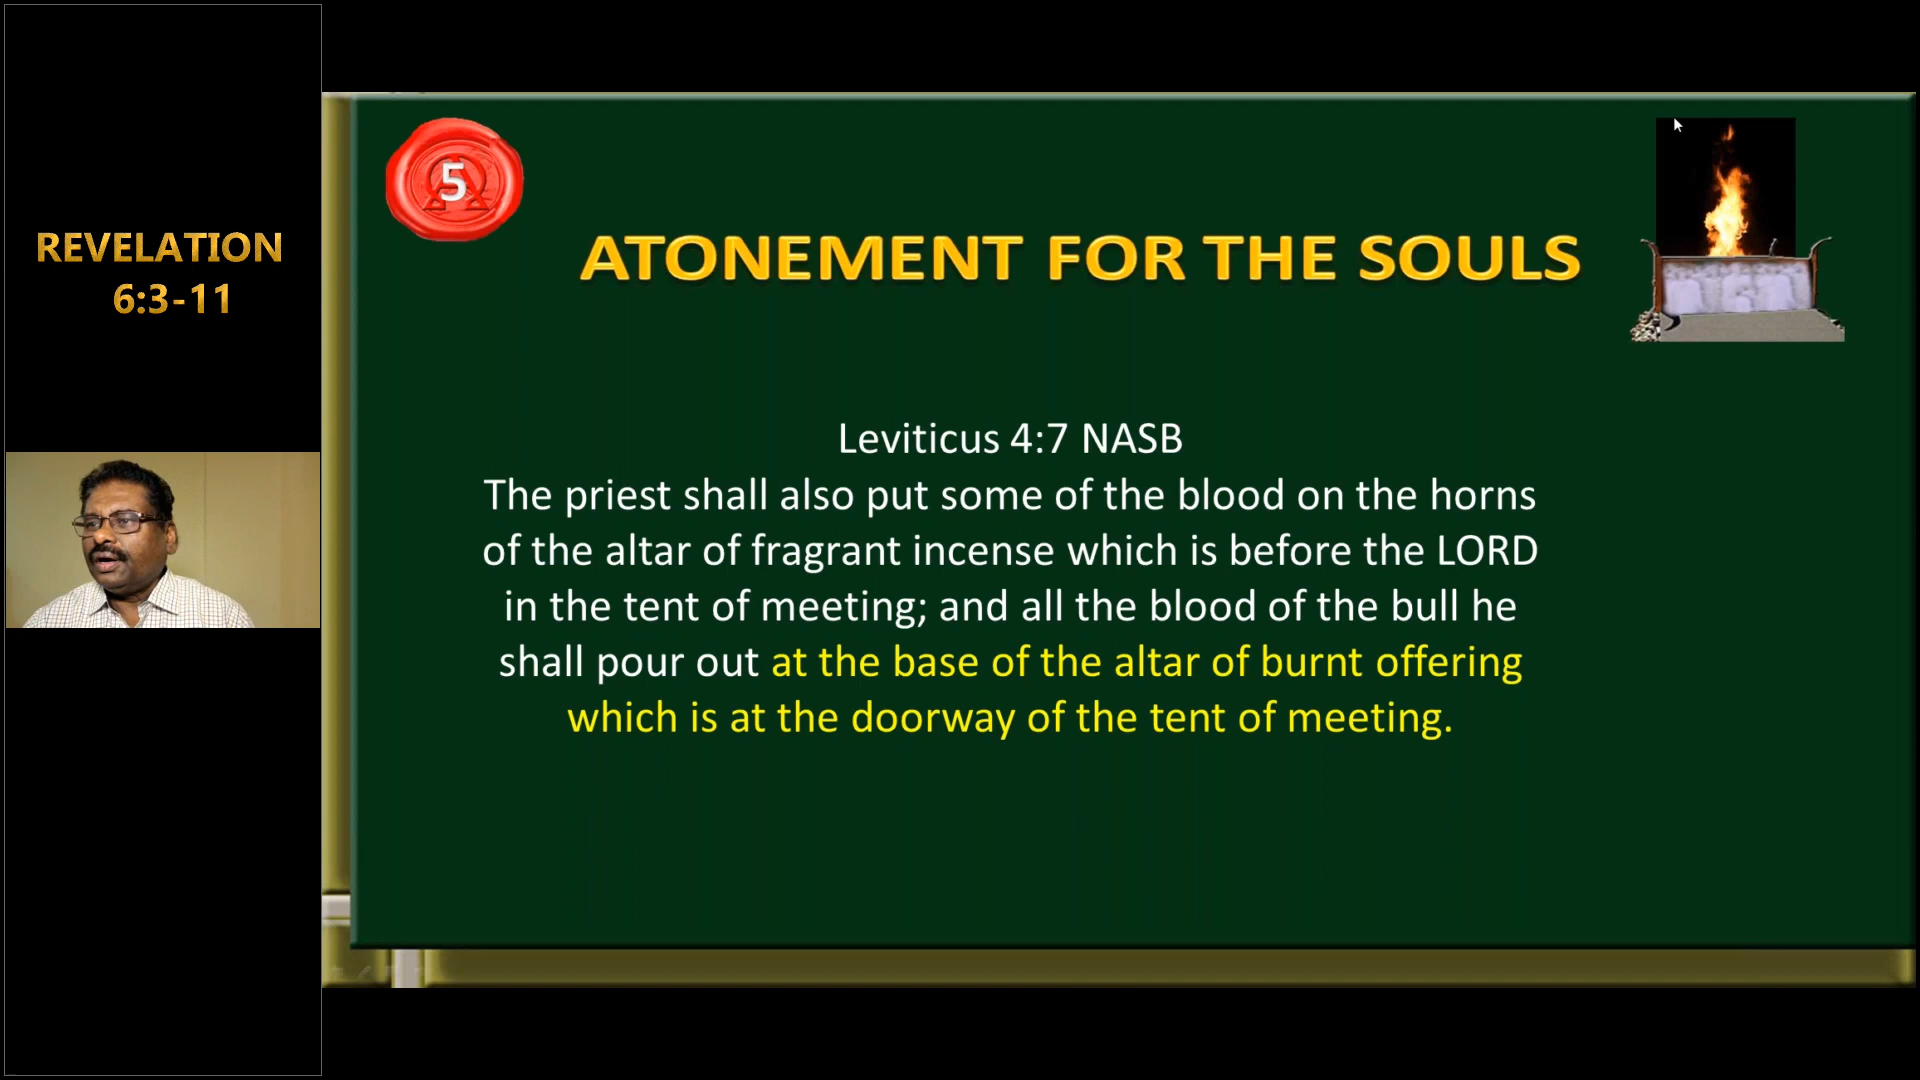 REVELATION
6:3-11
5
ATONEMENT FOR THE SOULS
Leviticus 4:7 NASB
The priest shall also put some of the blood on the horns
of the altar of fragrant incense which is before the LORD
in the tent of meeting; and all the blood of the bull he
shall pour out at the base of the altar of burnt offering
which is at the doorway of the tent of meeting.